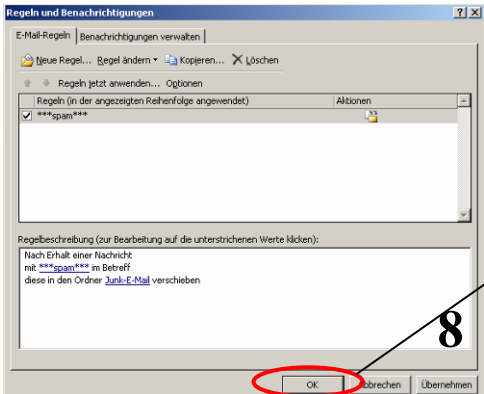 Regeln und Benachrichtigungen
E-Mail-Regeln Benachrichtigungen verwalten
Neue Regel... Regel ändern Kopieren... Löschen
Regeln jetzt anwenden... Optionen
Regeln (in der angezeigten Reihenfolge angewendet) Aktionen
***spam***
Regelbeschreibung (zur Bearbeitung auf die unterstrichenen Werte klicken):
Nach Erhalt einer Nachricht
mit ***spam*** im Betreff
diese in den Ordner Junk-E-Mail verschieben
8
OK Abbrechen Übernehmen